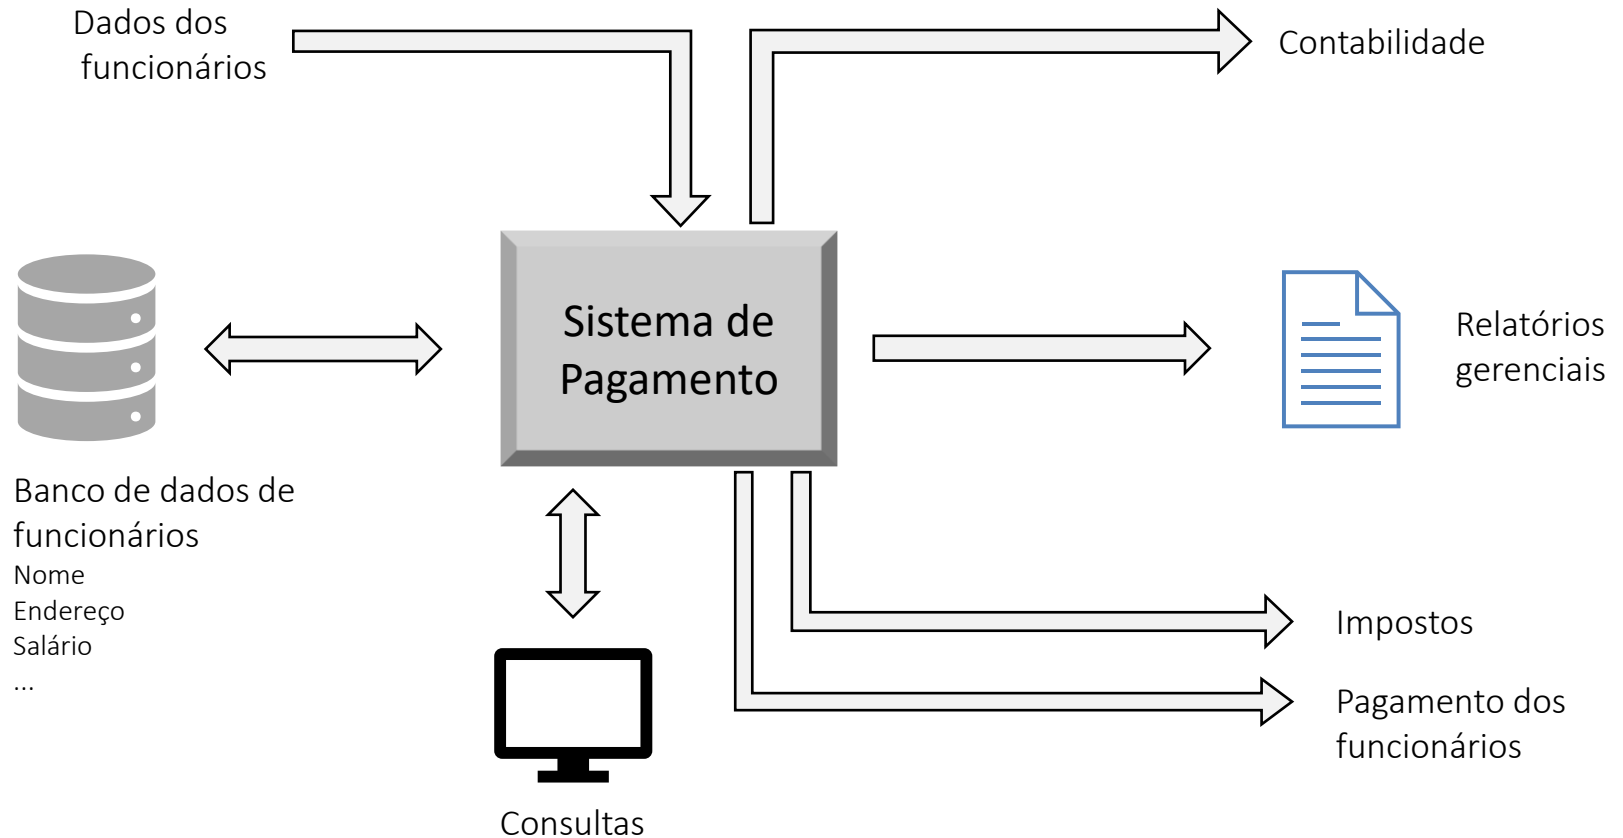 Dados dos
funcionários
Contabilidade
Sistema de
Pagamento
Relatórios
gerenciais
Banco de dados de
funcionários
Nome
Endereço
Salário
...
Impostos
Pagamento dos
funcionários
Consultas